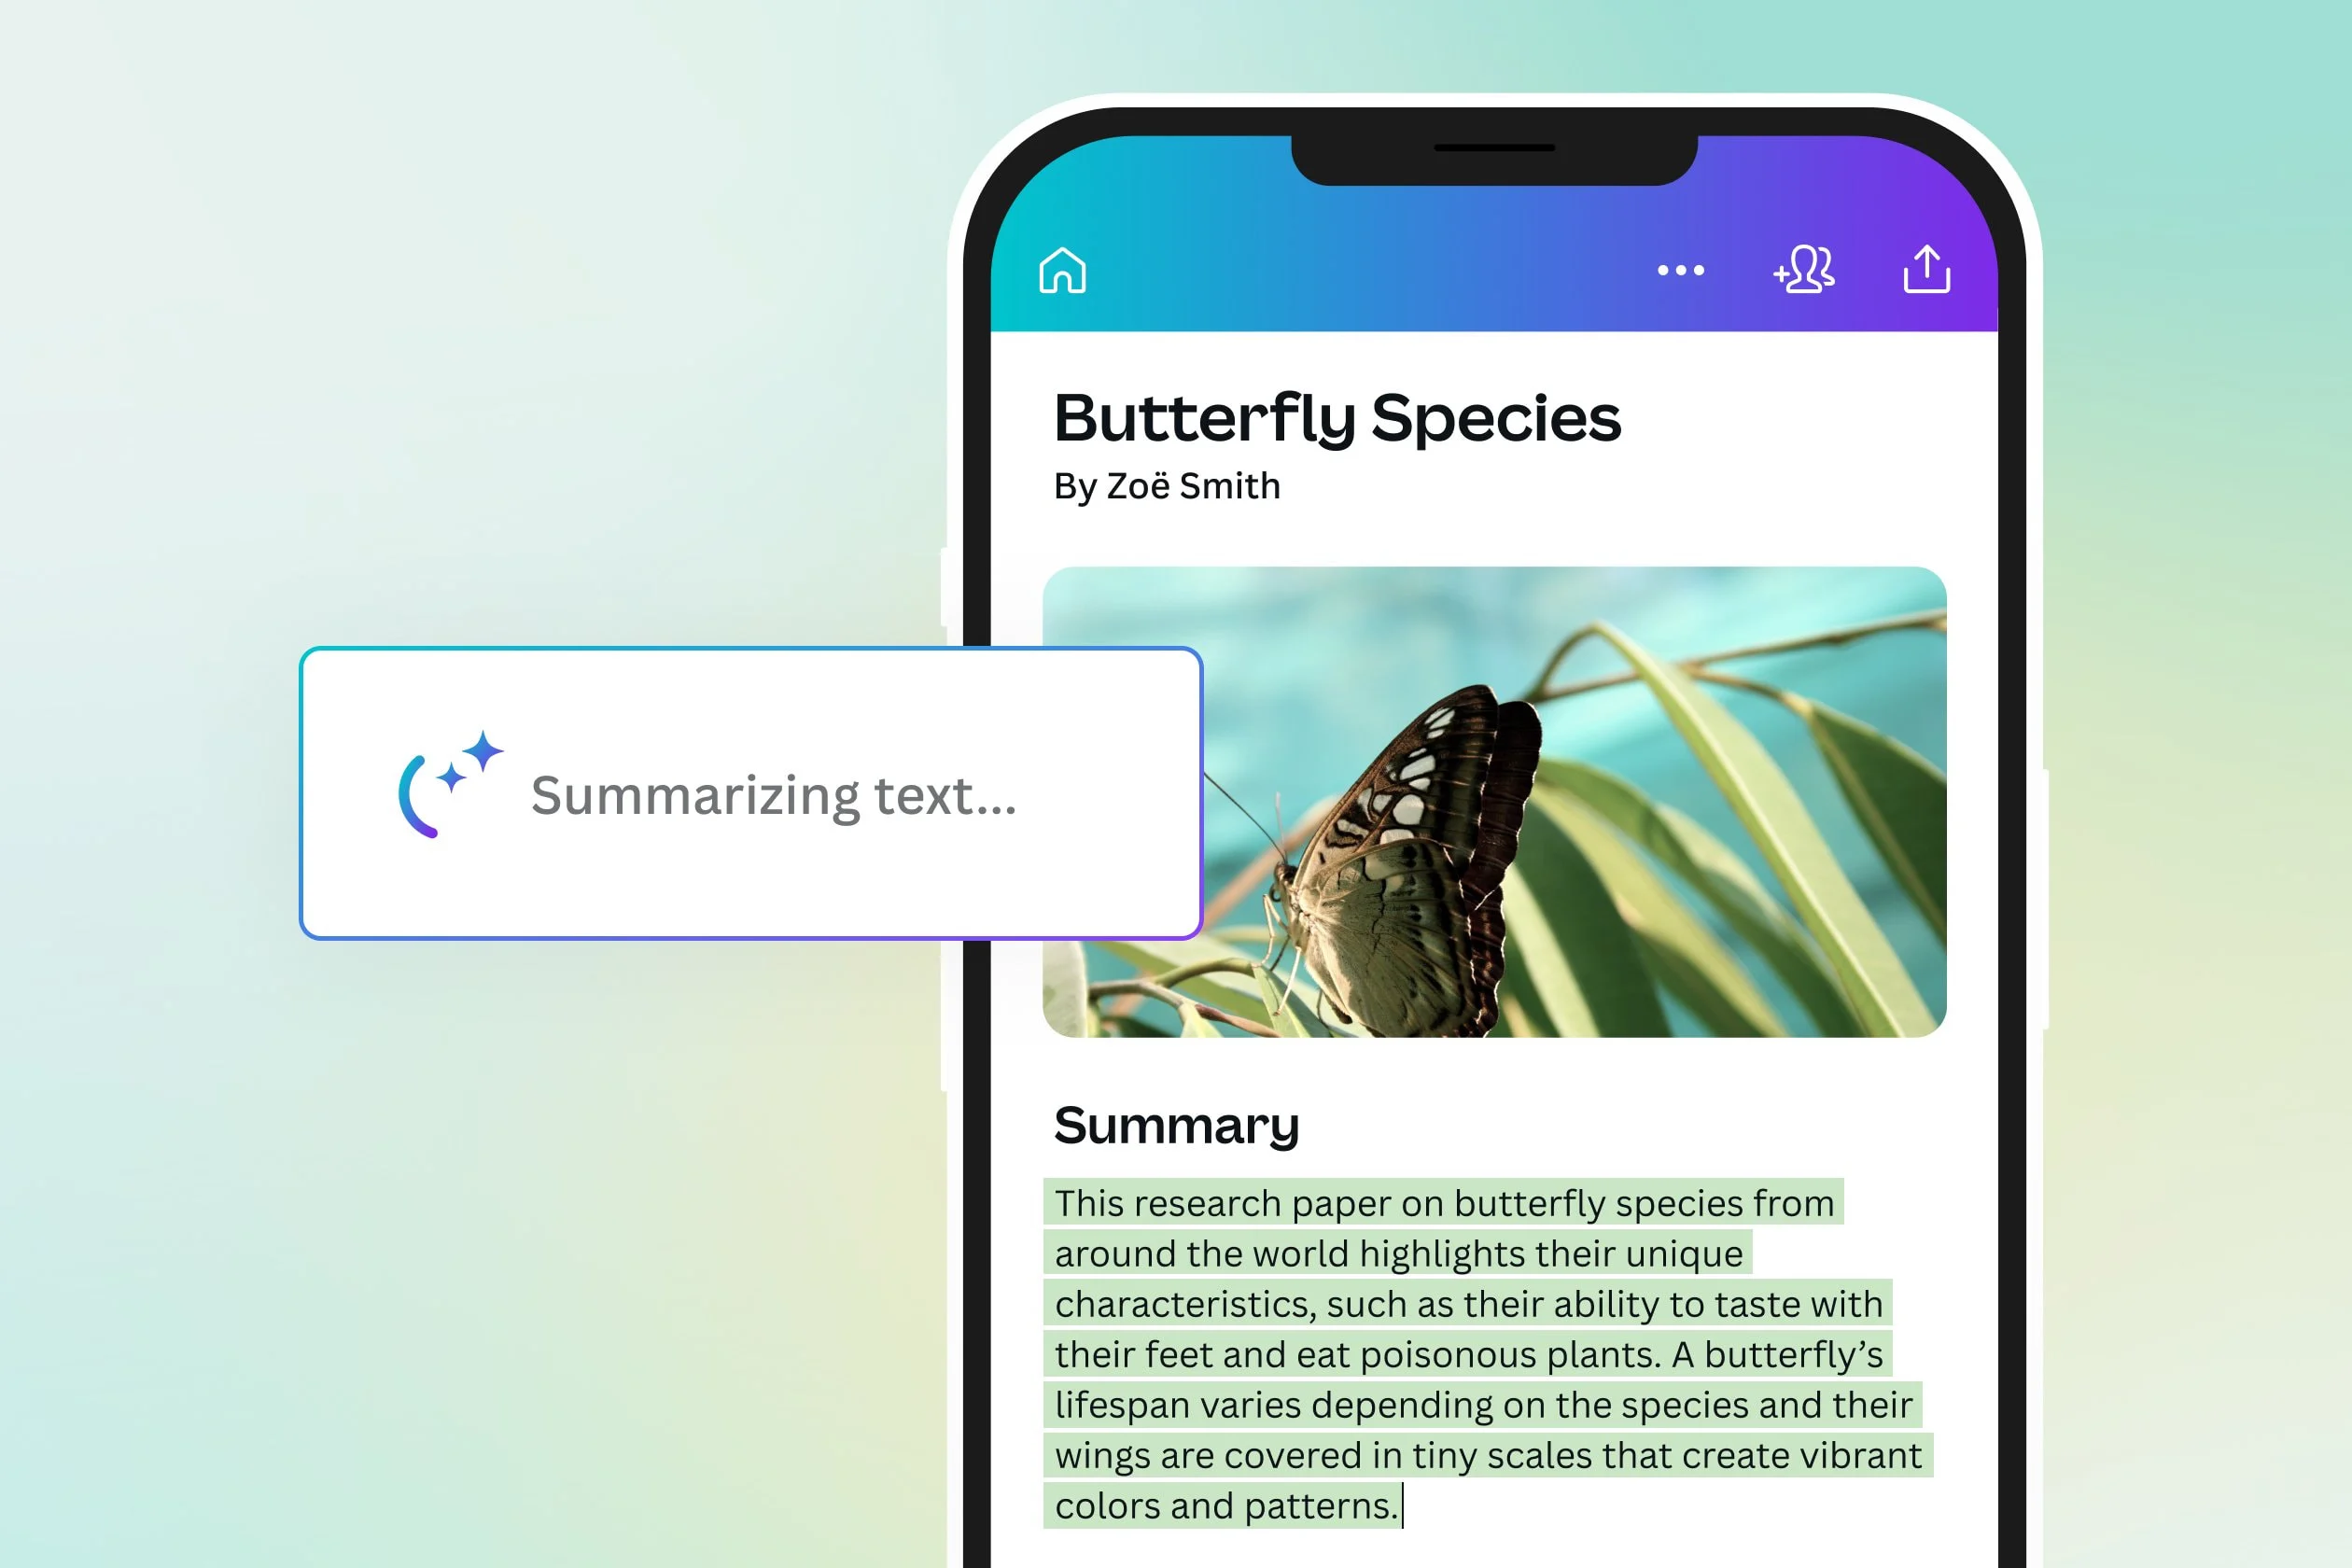 Butterfly Species
By Zoë Smith
Summarizing text...
Summary
This research paper on butterfly species from
around the world highlights their unique
characteristics, such as their ability to taste with
their feet and eat poisonous plants. A butterfly’s
lifespan varies depending on the species and their
wings are covered in tiny scales that create vibrant
colors and patterns.